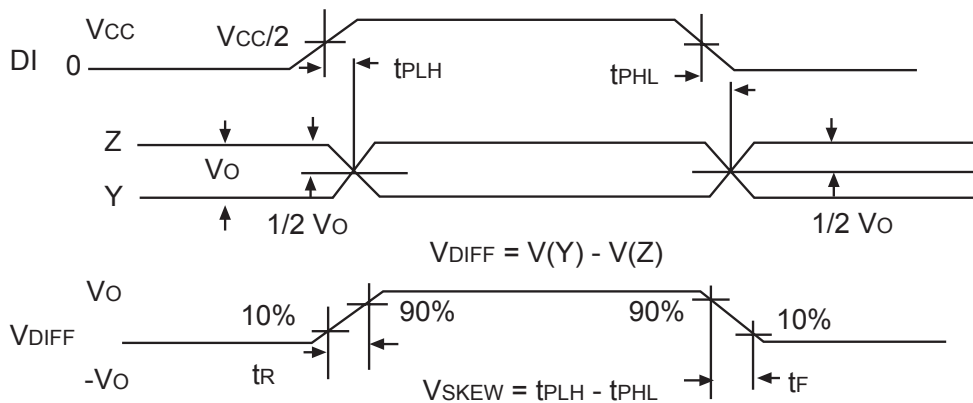 VCC
VCC/2
DI
0
tPLH
tPHL
Z
VO
Y
1/2 VO
1/2 VO
VDIFF = V(Y) - V(Z)
VO
10%
90%
90%
10%
VDIFF
-VO
tR
VSKEW = tPLH - tPHL
tF